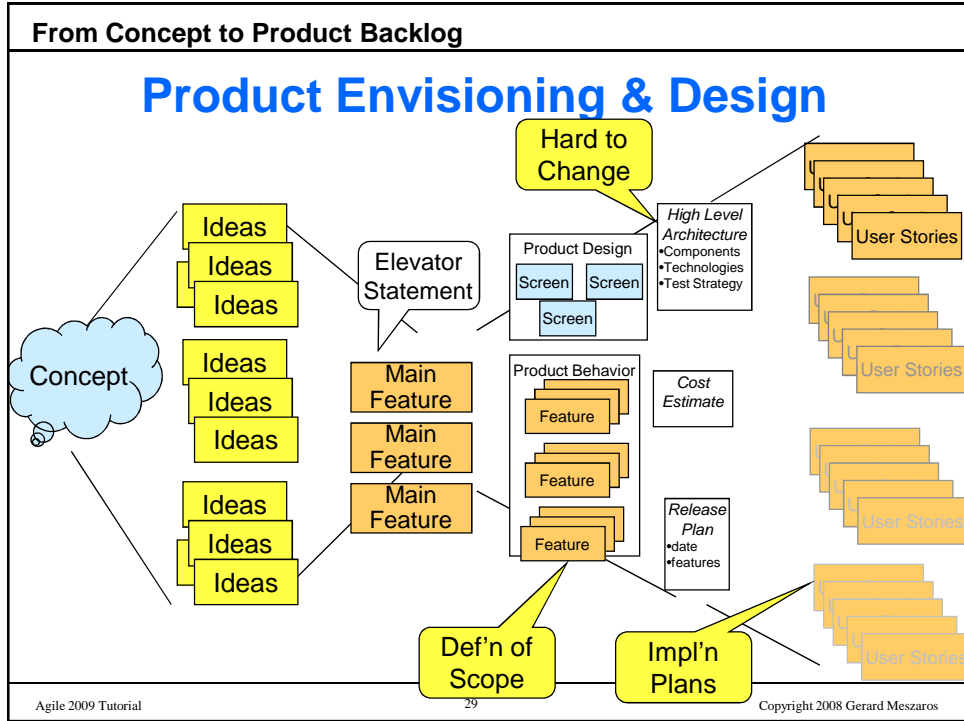 From Concept to Product Backlog
Product Envisioning & Design
Concept
Ideas
Ideas
Ideas
Ideas
Ideas
Ideas
Ideas
Ideas
Ideas
Elevator
Statement
Main
Feature
Main
Feature
Main
Feature
Hard to
Change
Product Design
Screen
Screen
Screen
High Level
Architecture
•Components
•Technologies
•Test Strategy
Product Behavior
Feature
Feature
Feature
Cost
Estimate
Release
Plan
•date
•features
Def'n of
Scope
Impl'n
Plans
User Stories
User Stories
User Stories
User Stories
Agile 2009 Tutorial
29
Copyright 2008 Gerard Meszaros